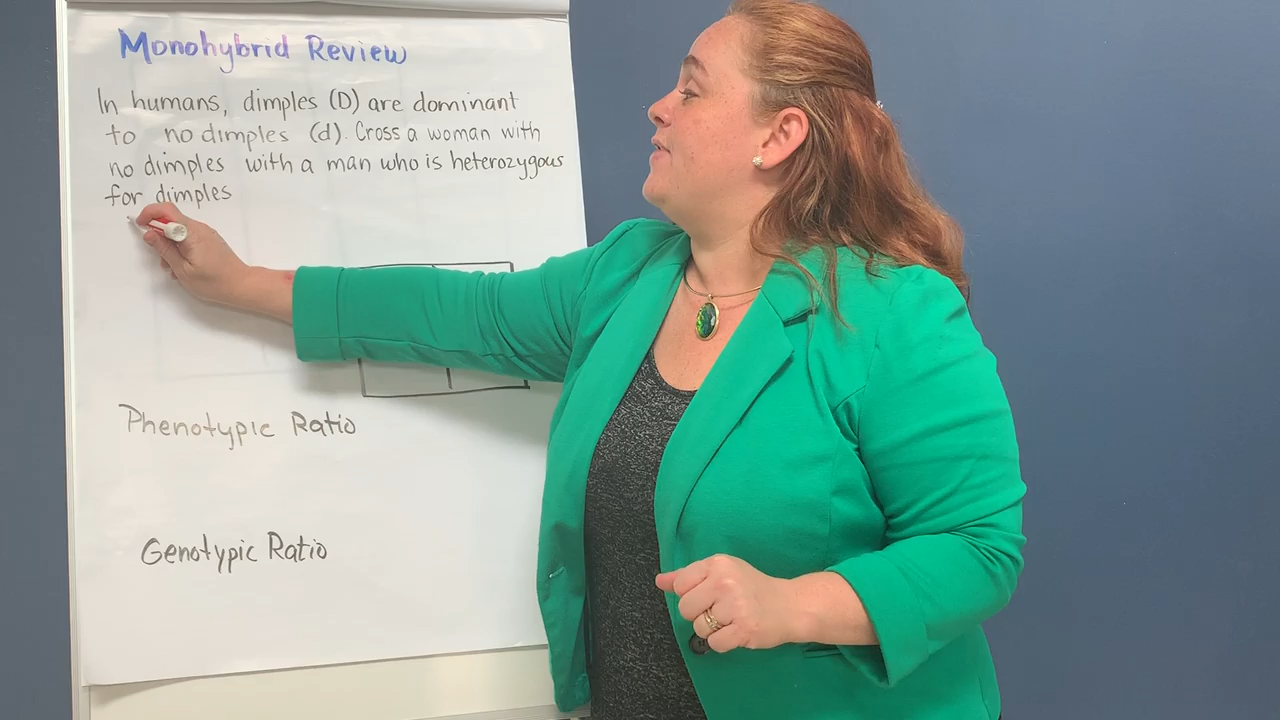 Monohybrid Review
In humans, dimples (D) are dominant
to no dimples (d). Cross a woman with
no dimples with a man who is heterozygous
for dimples
Phenotypic Ratio
Genotypic Ratio